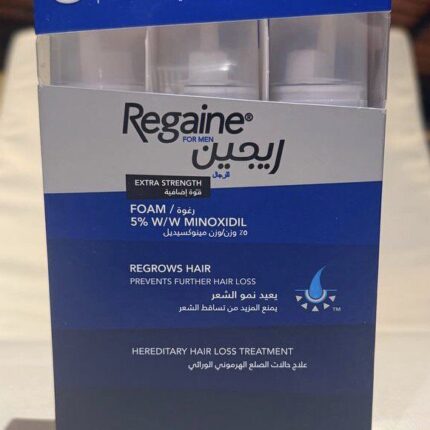 Regaine®
FOR MEN
ريجين
للرجال
EXTRA STRENGTH
قوة إضافية
FOAM / رغوة
5% W/W MINOXIDIL
٥٪ وزن/وزن مينوكسيديل
REGROWS HAIR
PREVENTS FURTHER HAIR LOSS
يعيد نمو الشعر
يمنع المزيد من تساقط الشعر
TM
HEREDITARY HAIR LOSS TREATMENT
علاج حالات الصلع الهرموني الوراثي